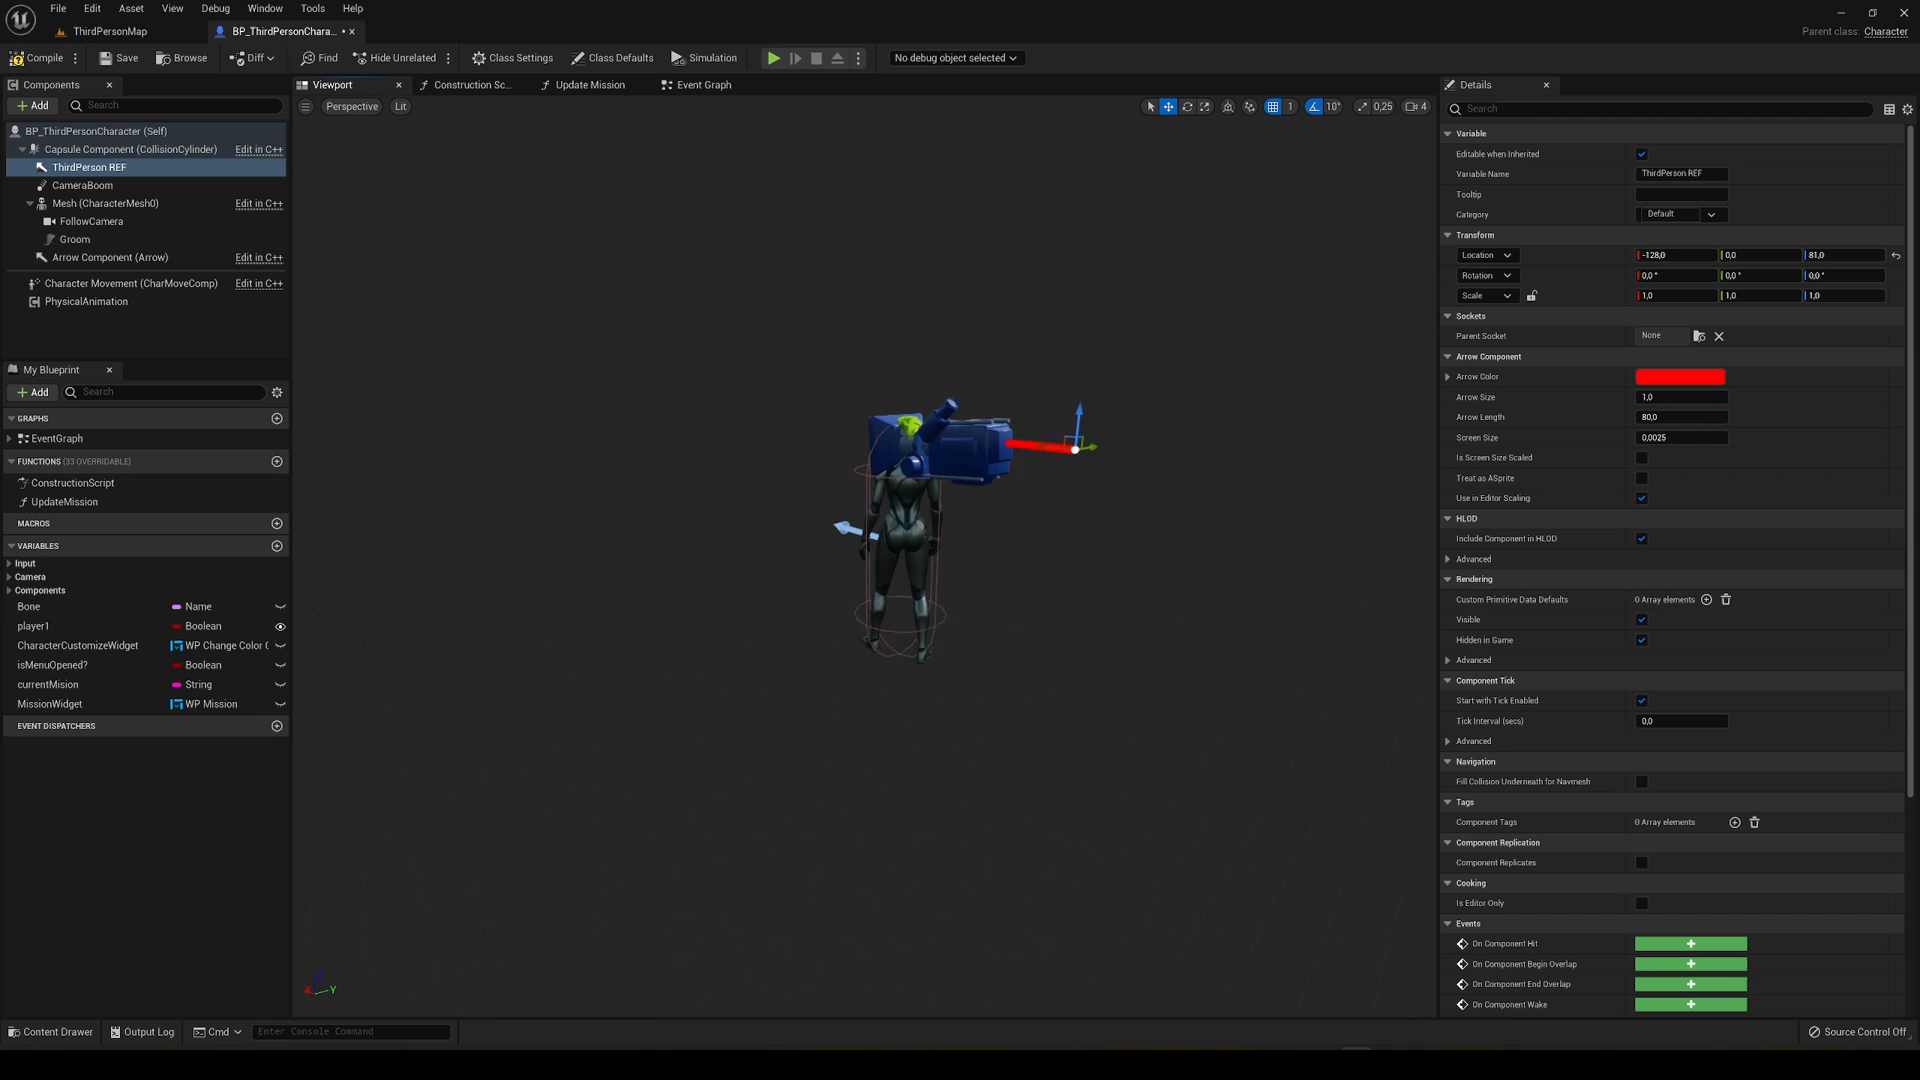 File Edit Asset View Debug Window Tools Help
ThirdPersonMap
BP_ThirdPersonChara... •
Parent class: Character
Compile Save Browse Diff Find Hide Unrelated Class Settings Class Defaults Simulation No debug object selected
Components
Add Search
BP_ThirdPersonCharacter (Self)
Capsule Component (CollisionCylinder) Edit in C++
ThirdPerson REF
CameraBoom
Mesh (CharacterMesh0) Edit in C++
FollowCamera
Groom
Arrow Component (Arrow) Edit in C++
Character Movement (CharMoveComp) Edit in C++
PhysicalAnimation
My Blueprint
Add Search
GRAPHS
EventGraph
FUNCTIONS (33 OVERRIDABLE)
ConstructionScript
UpdateMission
MACROS
VARIABLES
Input
Camera
Components
Bone Name
player1 Boolean
CharacterCustomizeWidget WP Change Color C
isMenuOpened? Boolean
currentMision String
MissionWidget WP Mission
EVENT DISPATCHERS
Viewport Construction Sc... Update Mission Event Graph
Perspective Lit
1 10° 0,25 4
Y
Details
Search
Variable
Editable when Inherited
Variable Name ThirdPerson REF
Tooltip
Category Default
Transform
Location -128,0 0,0 81,0
Rotation 0,0° 0,0° 0,0°
Scale 1,0 1,0 1,0
Sockets
Parent Socket None
Arrow Component
Arrow Color
Arrow Size 1,0
Arrow Length 80,0
Screen Size 0,0025
Is Screen Size Scaled
Treat as ASprite
Use in Editor Scaling
HLOD
Include Component in HLOD
Advanced
Rendering
Custom Primitive Data Defaults 0 Array elements
Visible
Hidden in Game
Advanced
Component Tick
Start with Tick Enabled
Tick Interval (secs) 0,0
Advanced
Navigation
Fill Collision Underneath for Navmesh
Tags
Component Tags 0 Array elements
Component Replication
Component Replicates
Cooking
Is Editor Only
Events
On Component Hit
On Component Begin Overlap
On Component End Overlap
On Component Wake
Content Drawer Output Log Cmd Enter Console Command
Source Control Off